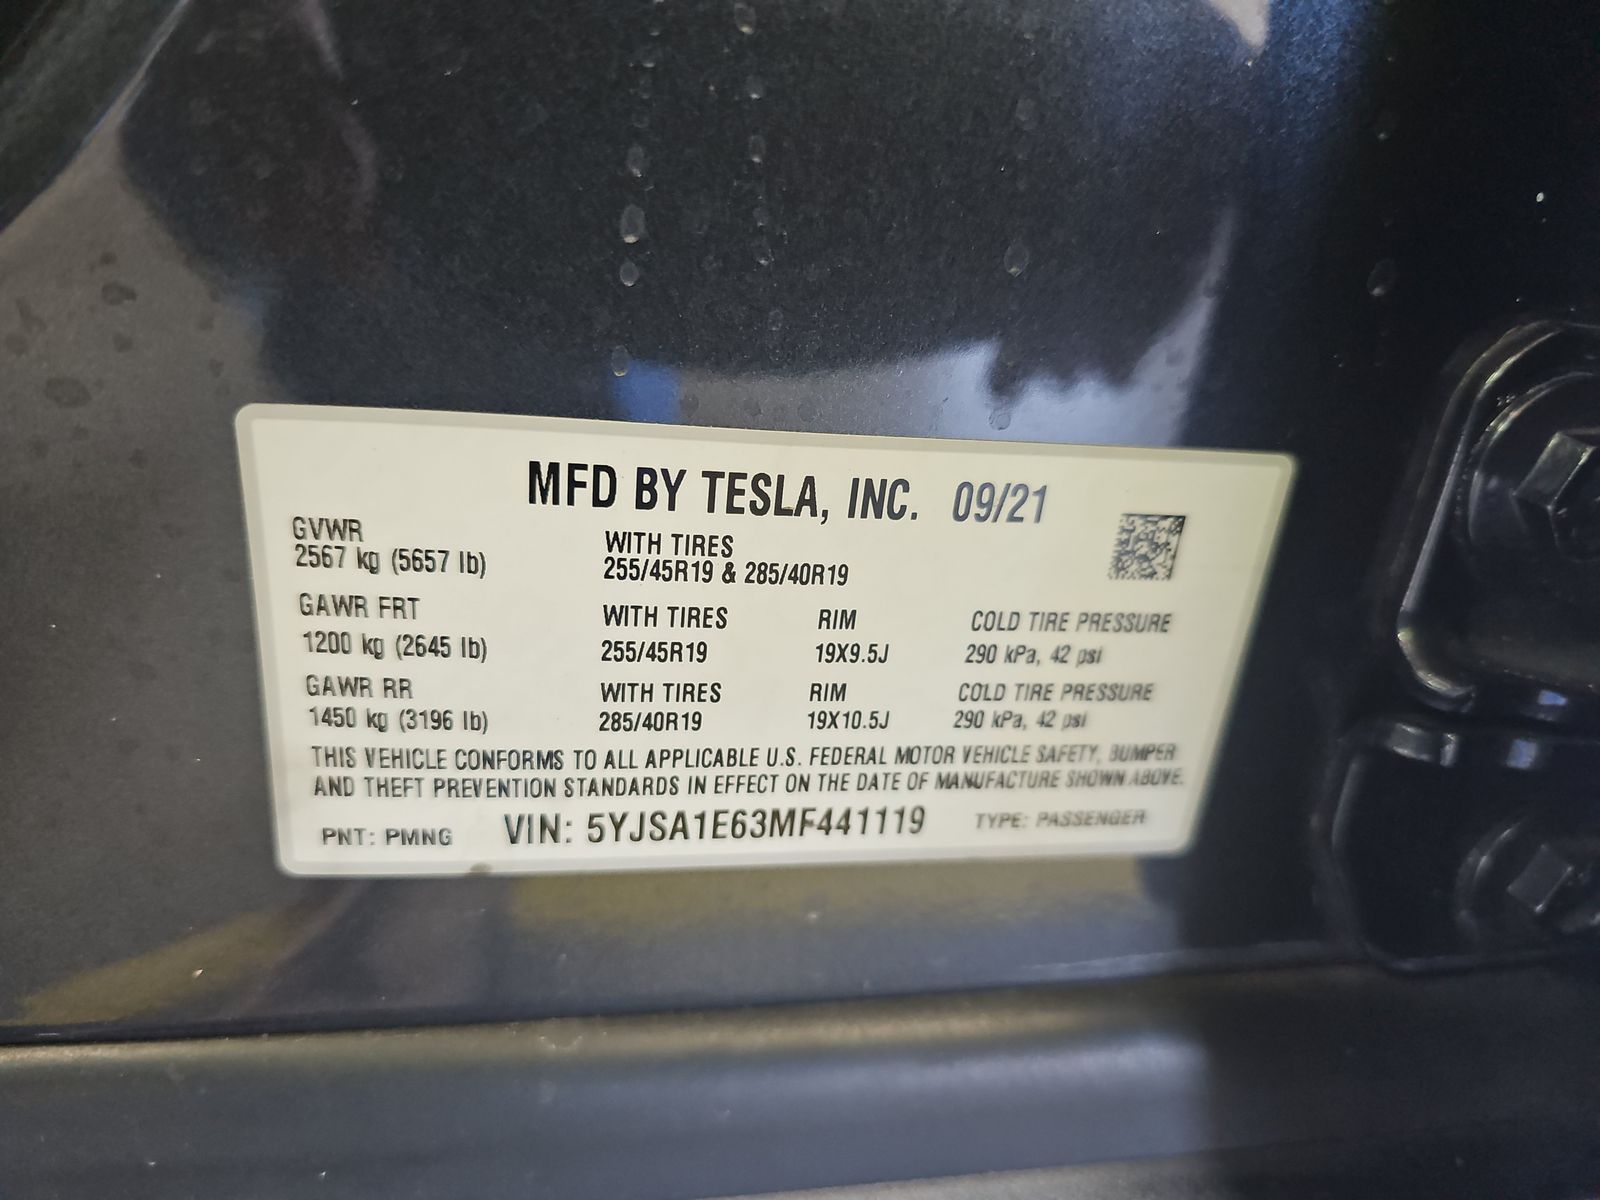 MFD BY TESLA, INC. 09/21
GVWR
2567 kg (5657 lb)
WITH TIRES
255/45R19 & 285/40R19
GAWR FRT WITH TIRES RIM COLD TIRE PRESSURE
1200 kg (2645 lb) 255/45R19 19X9.5J 290 kPa, 42 psi
GAWR RR WITH TIRES RIM COLD TIRE PRESSURE
1450 kg (3196 lb) 285/40R19 19X10.5J 290 kPa, 42 psi
THIS VEHICLE CONFORMS TO ALL APPLICABLE U.S. FEDERAL MOTOR VEHICLE SAFETY, BUMPER
AND THEFT PREVENTION STANDARDS IN EFFECT ON THE DATE OF MANUFACTURE SHOWN ABOVE.
PNT: PMNG VIN: 5YJSA1E63MF441119 TYPE: PASSENGER